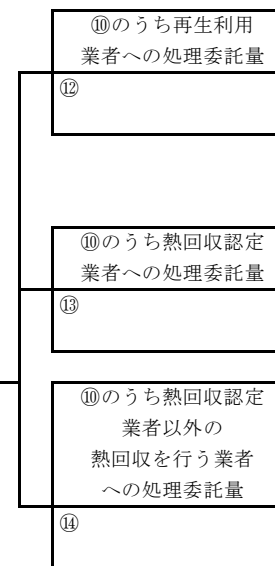 ⑩のうち再生利用
業者への処理委託量
⑫
⑩のうち熱回収認定
業者への処理委託量
⑬
⑩のうち熱回収認定
業者以外の
熱回収を行う業者
への処理委託量
⑭